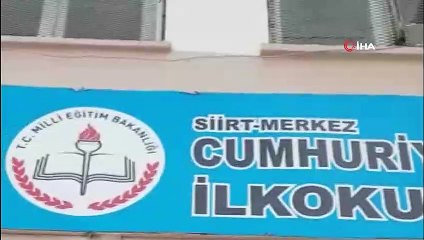 İHA
T.C. MİLLİ EĞİTİM BAKANLIĞI
SİİRT-MERKEZ
CUMHURİY
İLKOKU